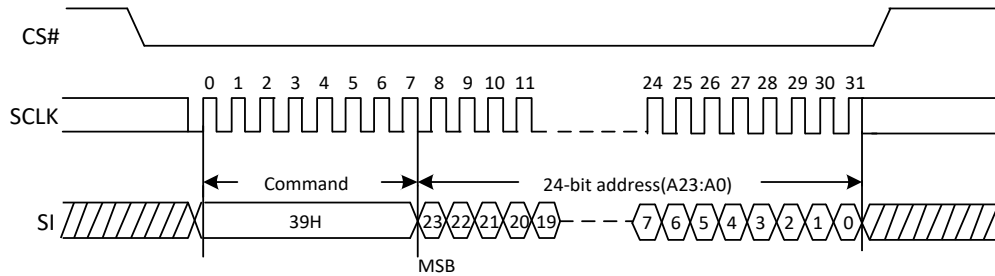 CS#
0 1 2 3 4 5 6 7 8 9 10 11 24 25 26 27 28 29 30 31
SCLK
Command 24-bit address(A23:A0)
SI 39H 23 22 21 20 19 7 6 5 4 3 2 1 0
MSB